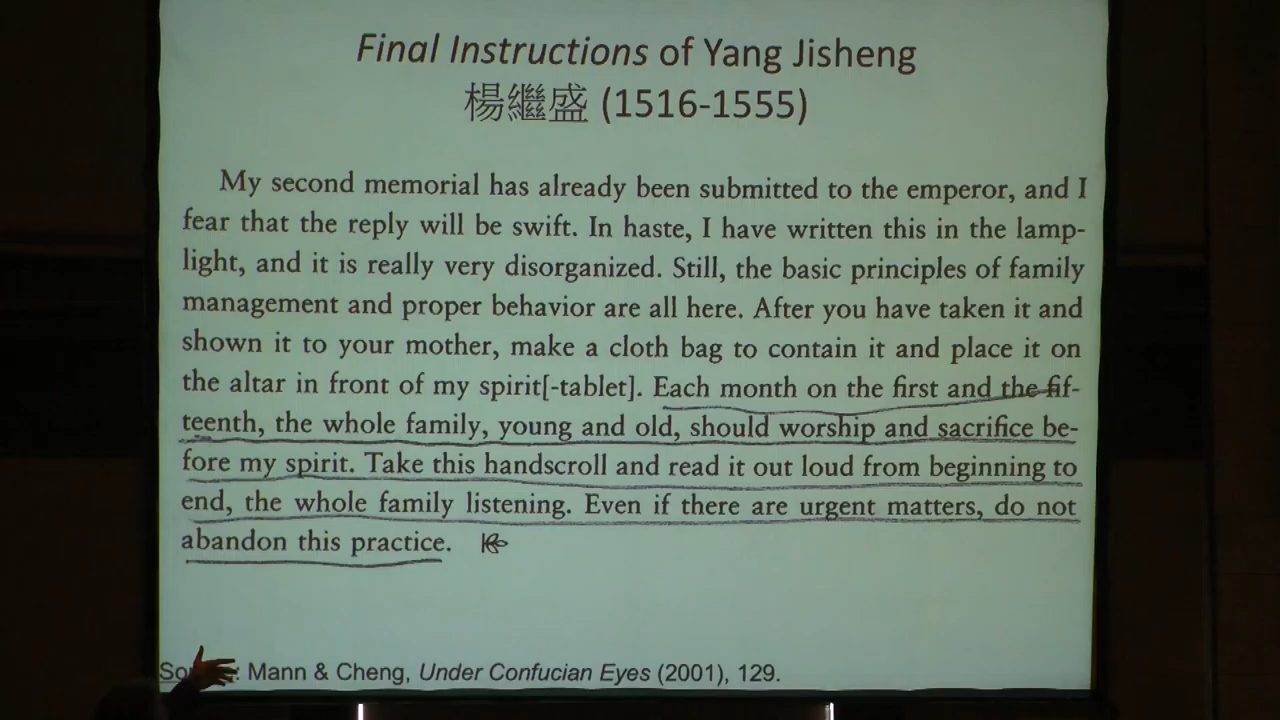 Final Instructions of Yang Jisheng
楊繼盛 (1516-1555)
My second memorial has already been submitted to the emperor, and I
fear that the reply will be swift. In haste, I have written this in the lamp-
light, and it is really very disorganized. Still, the basic principles of family
management and proper behavior are all here. After you have taken it and
shown it to your mother, make a cloth bag to contain it and place it on
the altar in front of my spirit[-tablet]. Each month on the first and the fif-
teenth, the whole family, young and old, should worship and sacrifice be-
fore my spirit. Take this handscroll and read it out loud from beginning to
end, the whole family listening. Even if there are urgent matters, do not
abandon this practice.
: Mann & Cheng, Under Confucian Eyes (2001), 129.